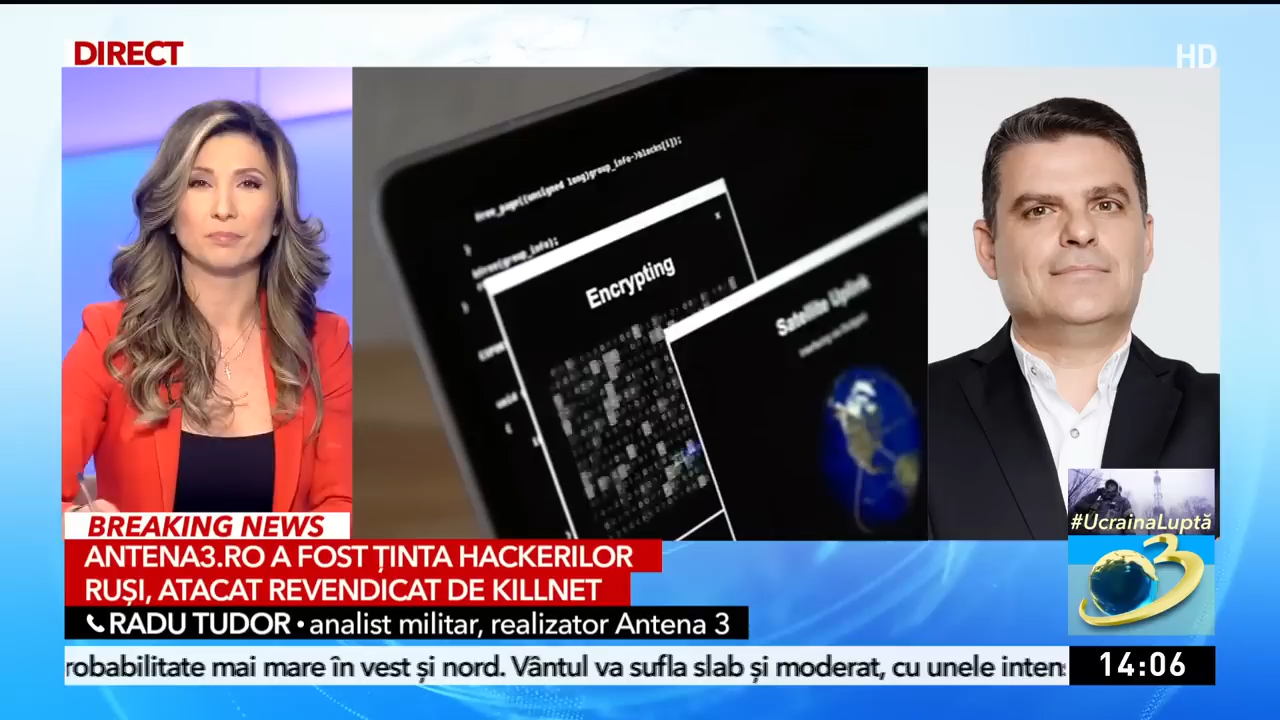 DIRECT
HD
}
Encrypting
x
Satellite Uplink
BREAKING NEWS
#UcrainaLuptă
3
ANTENA3.RO A FOST ȚINTA HACKERILOR
RUȘI, ATACAT REVENDICAT DE KILLNET
RADU TUDOR • analist militar, realizator Antena 3
robabilitate mai mare în vest și nord. Vântul va sufla slab și moderat, cu unele intens
14:06